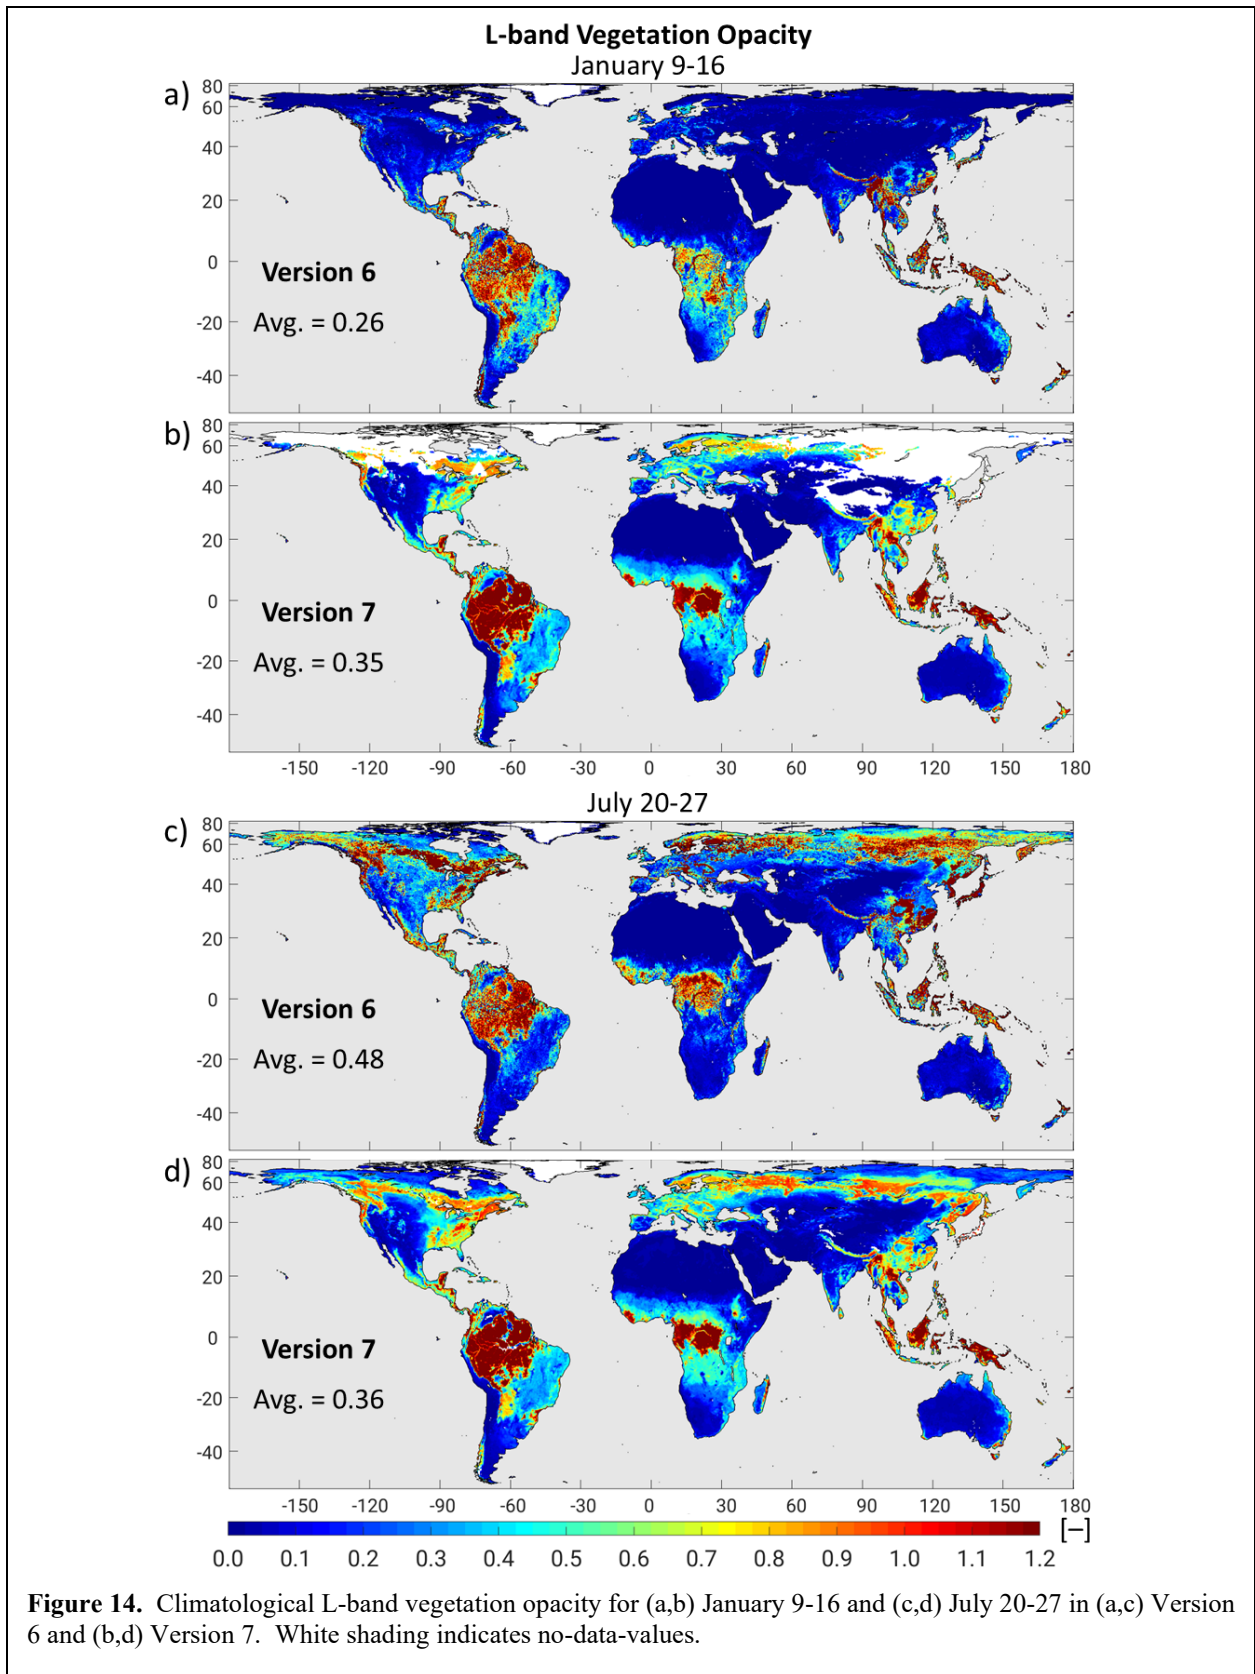 L-band Vegetation Opacity
January 9-16
a)
80
60
40
20
0
-20
-40
Version 6
Avg. = 0.26
b)
80
60
40
20
0
-20
-40
Version 7
Avg. = 0.35
-150 -120 -90 -60 -30 0 30 60 90 120 150 180
July 20-27
c)
80
60
40
20
0
-20
-40
Version 6
Avg. = 0.48
d)
80
60
40
20
0
-20
-40
Version 7
Avg. = 0.36
-150 -120 -90 -60 -30 0 30 60 90 120 150 180
[–]
0.0 0.1 0.2 0.3 0.4 0.5 0.6 0.7 0.8 0.9 1.0 1.1 1.2
Figure 14. Climatological L-band vegetation opacity for (a,b) January 9-16 and (c,d) July 20-27 in (a,c) Version
6 and (b,d) Version 7. White shading indicates no-data-values.